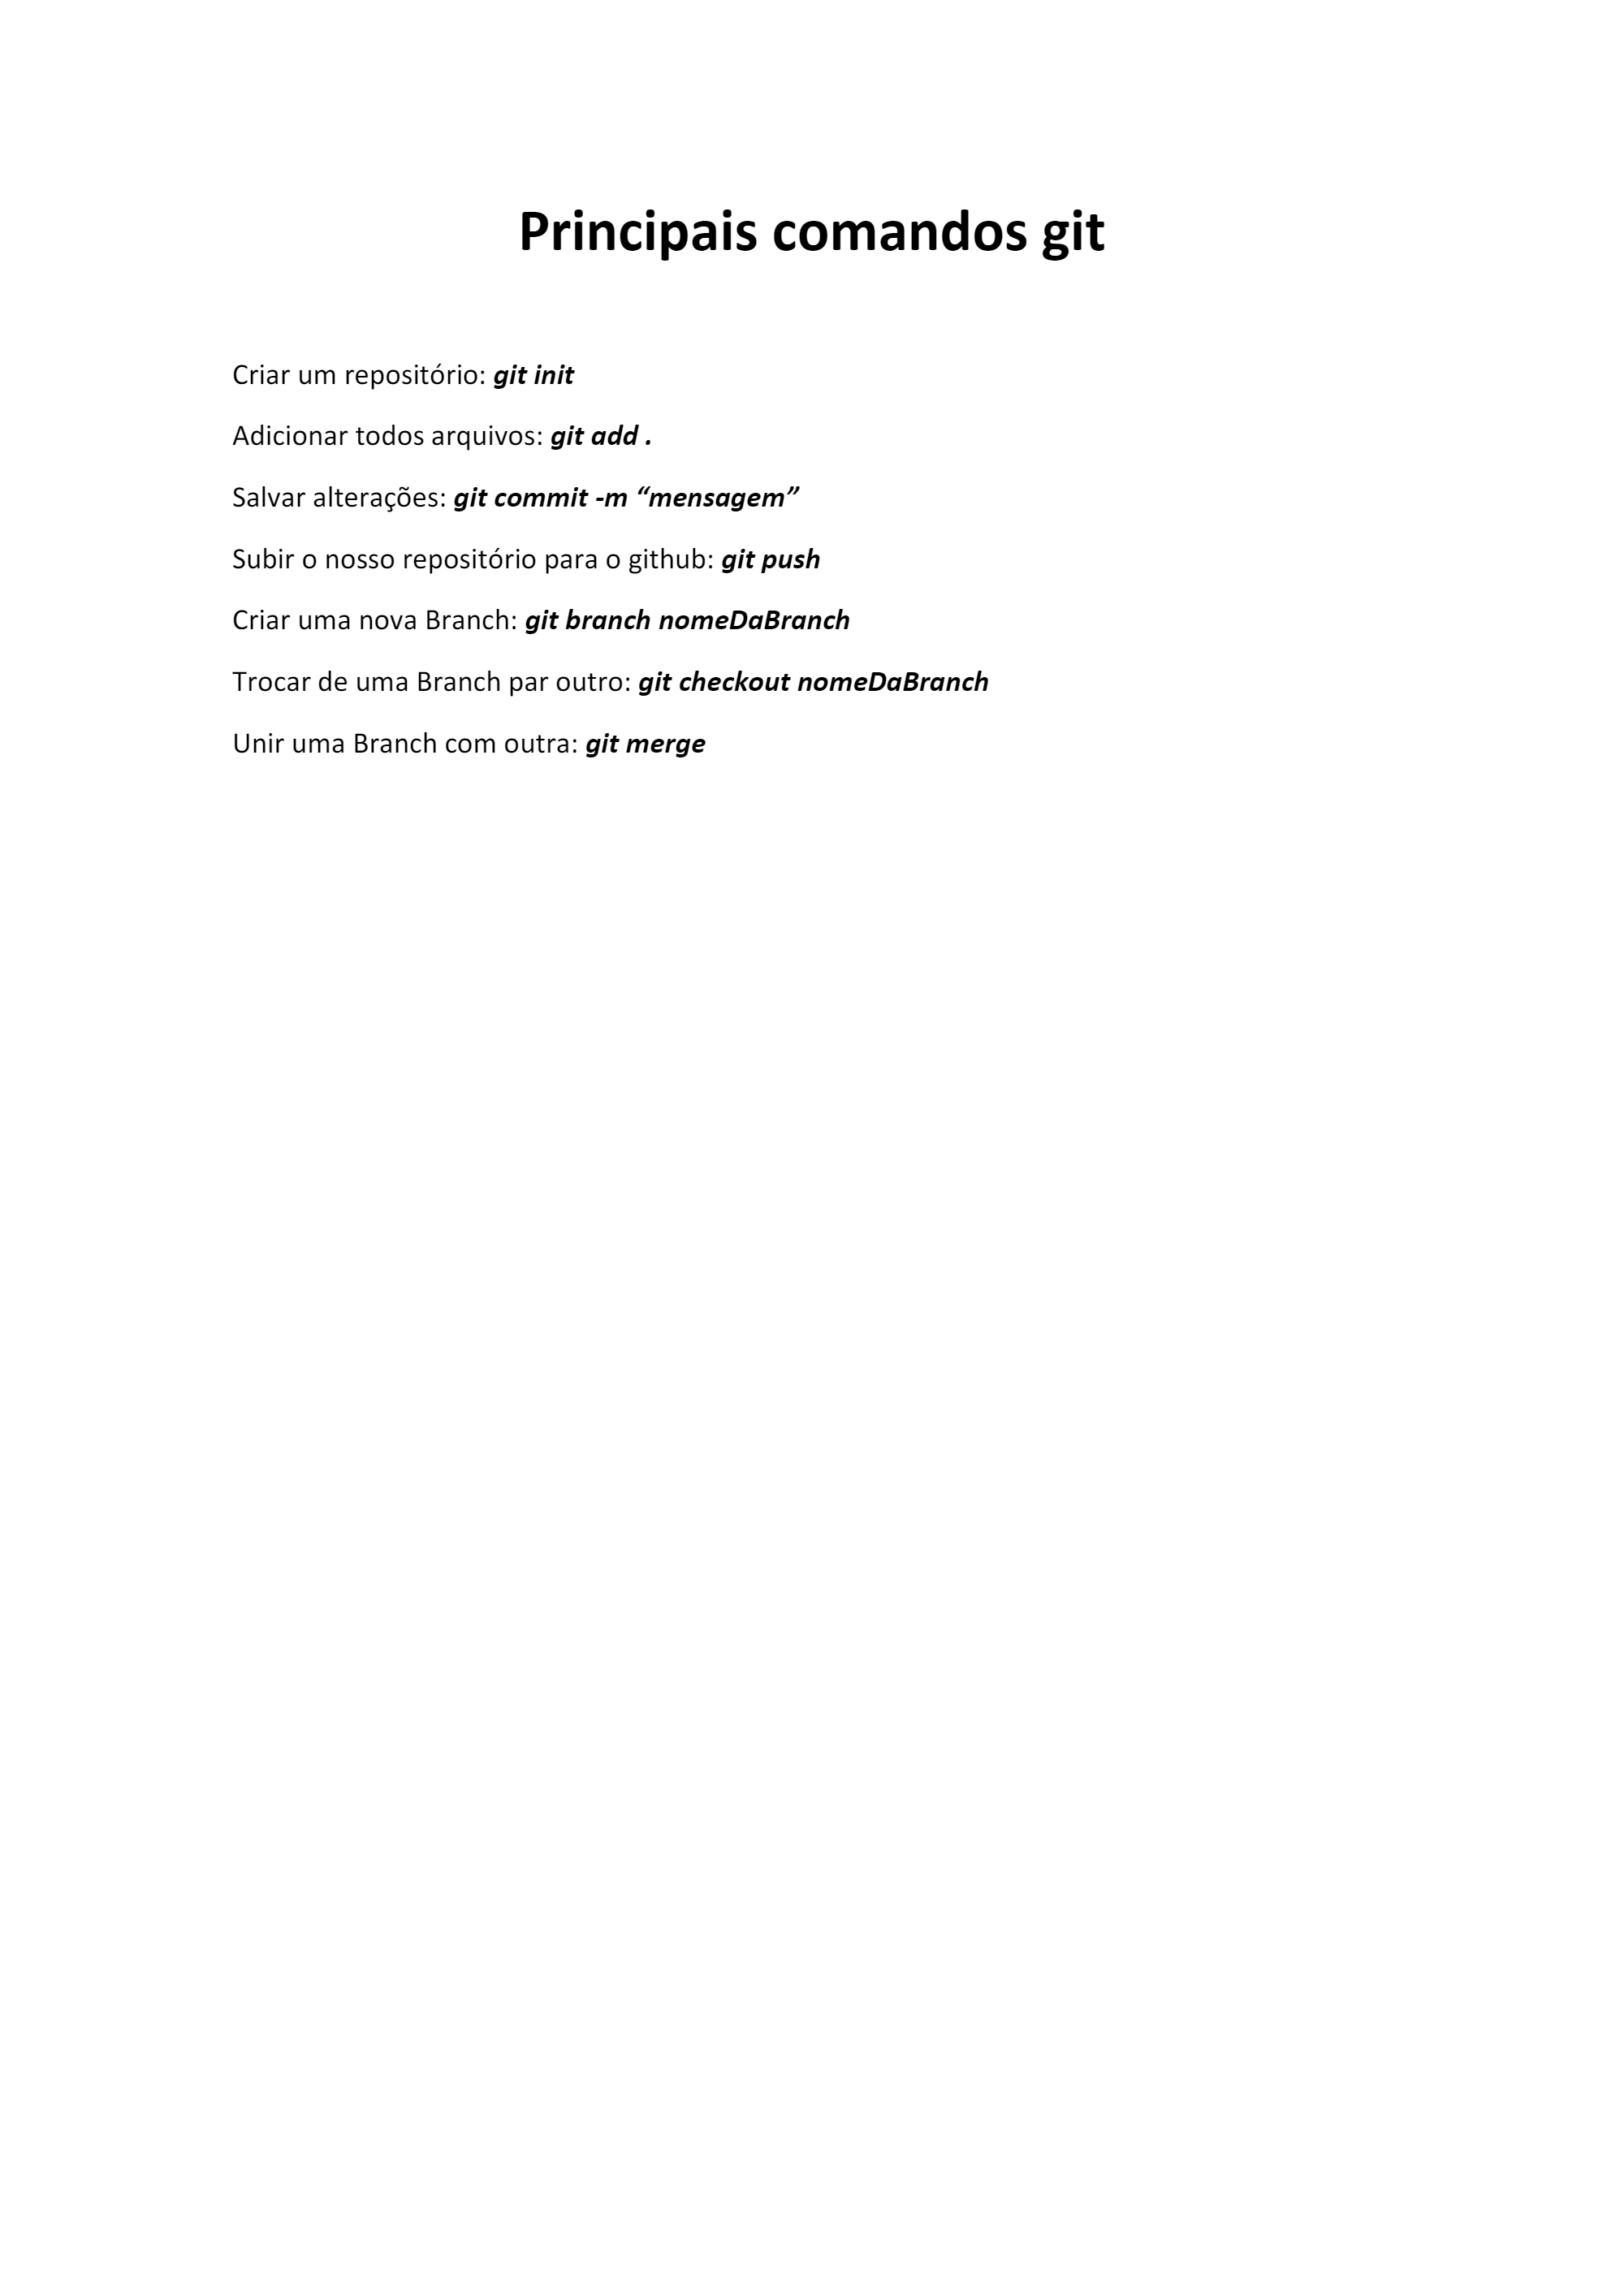 Principais comandos git
Criar um repositório: git init
Adicionar todos arquivos: git add .
Salvar alterações: git commit -m “mensagem”
Subir o nosso repositório para o github: git push
Criar uma nova Branch: git branch nomeDaBranch
Trocar de uma Branch par outro: git checkout nomeDaBranch
Unir uma Branch com outra: git merge